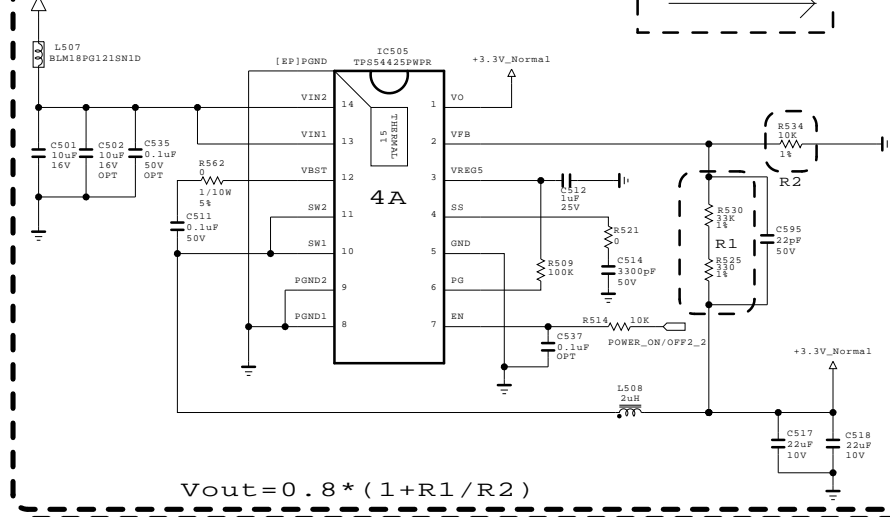 L507
BLM18PG121SN1D
IC505
TPS54425PWPR
[EP]PGND
+3.3V_Normal
VIN2
14
1
VO
VIN1
13
2
VFB
THERMAL
15
VBST
12
3
VREG5
4A
SW2
11
4
SS
SW1
10
5
GND
PGND2
9
6
PG
PGND1
8
7
EN
C501
10uF
16V
C502
10uF
16V
OPT
C535
0.1uF
50V
OPT
R562
0
1/10W
5%
C511
0.1uF
50V
C512
1uF
25V
R521
0
C514
3300pF
50V
R509
100K
R514
10K
POWER_ON/OFF2_2
C537
0.1uF
OPT
R534
10K
1%
R2
R530
33K
1%
R1
R525
330
1%
C595
22pF
50V
L508
2uH
+3.3V_Normal
C517
22uF
10V
C518
22uF
10V
Vout=0.8*(1+R1/R2)